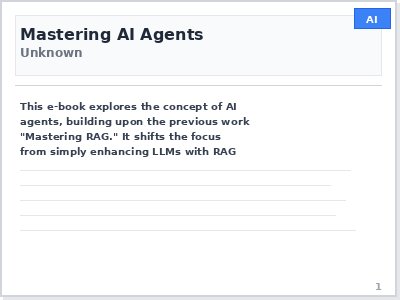 AI
Mastering AI Agents
Unknown
This e-book explores the concept of AI
agents, building upon the previous work
"Mastering RAG." It shifts the focus
from simply enhancing LLMs with RAG
1